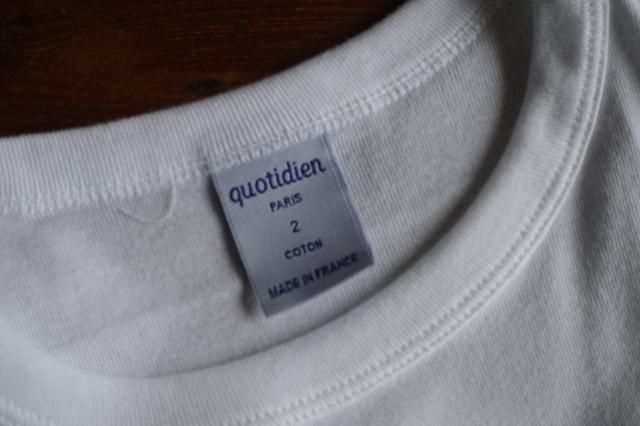 quotidien
PARIS
2
COTON
MADE IN FRANCE